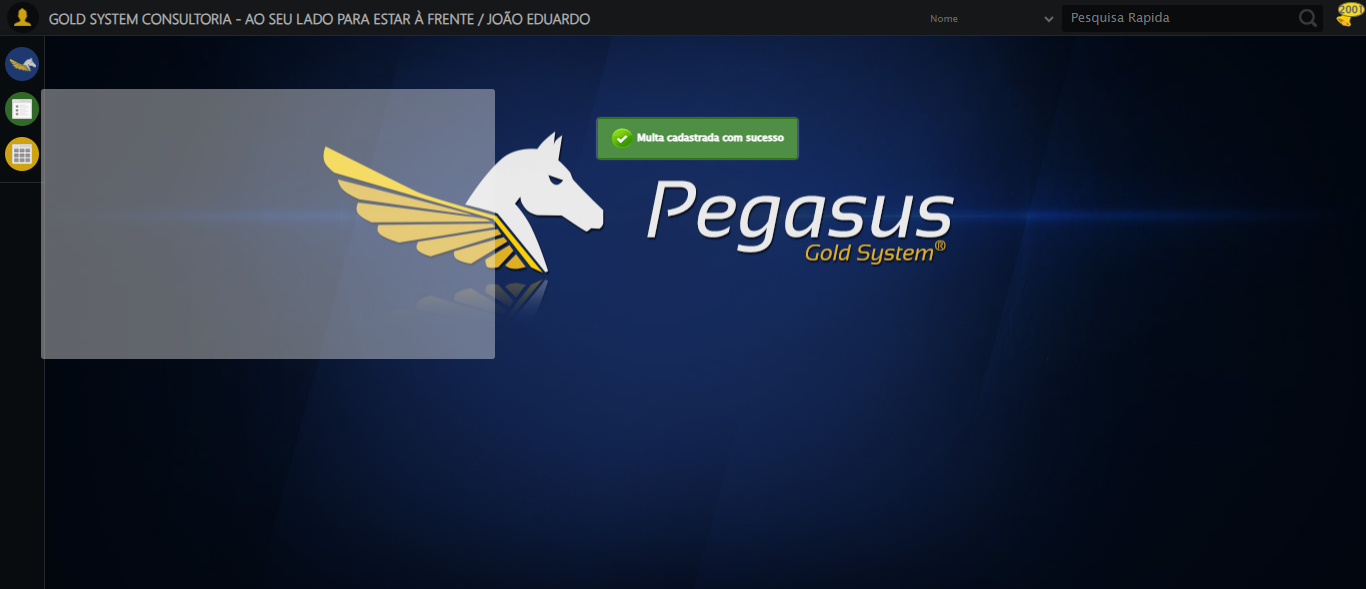 GOLD SYSTEM CONSULTORIA - AO SEU LADO PARA ESTAR À FRENTE / JOÃO EDUARDO
Nome
Pesquisa Rapida
2001
Multa cadastrada com sucesso
Pegasus
Gold System®